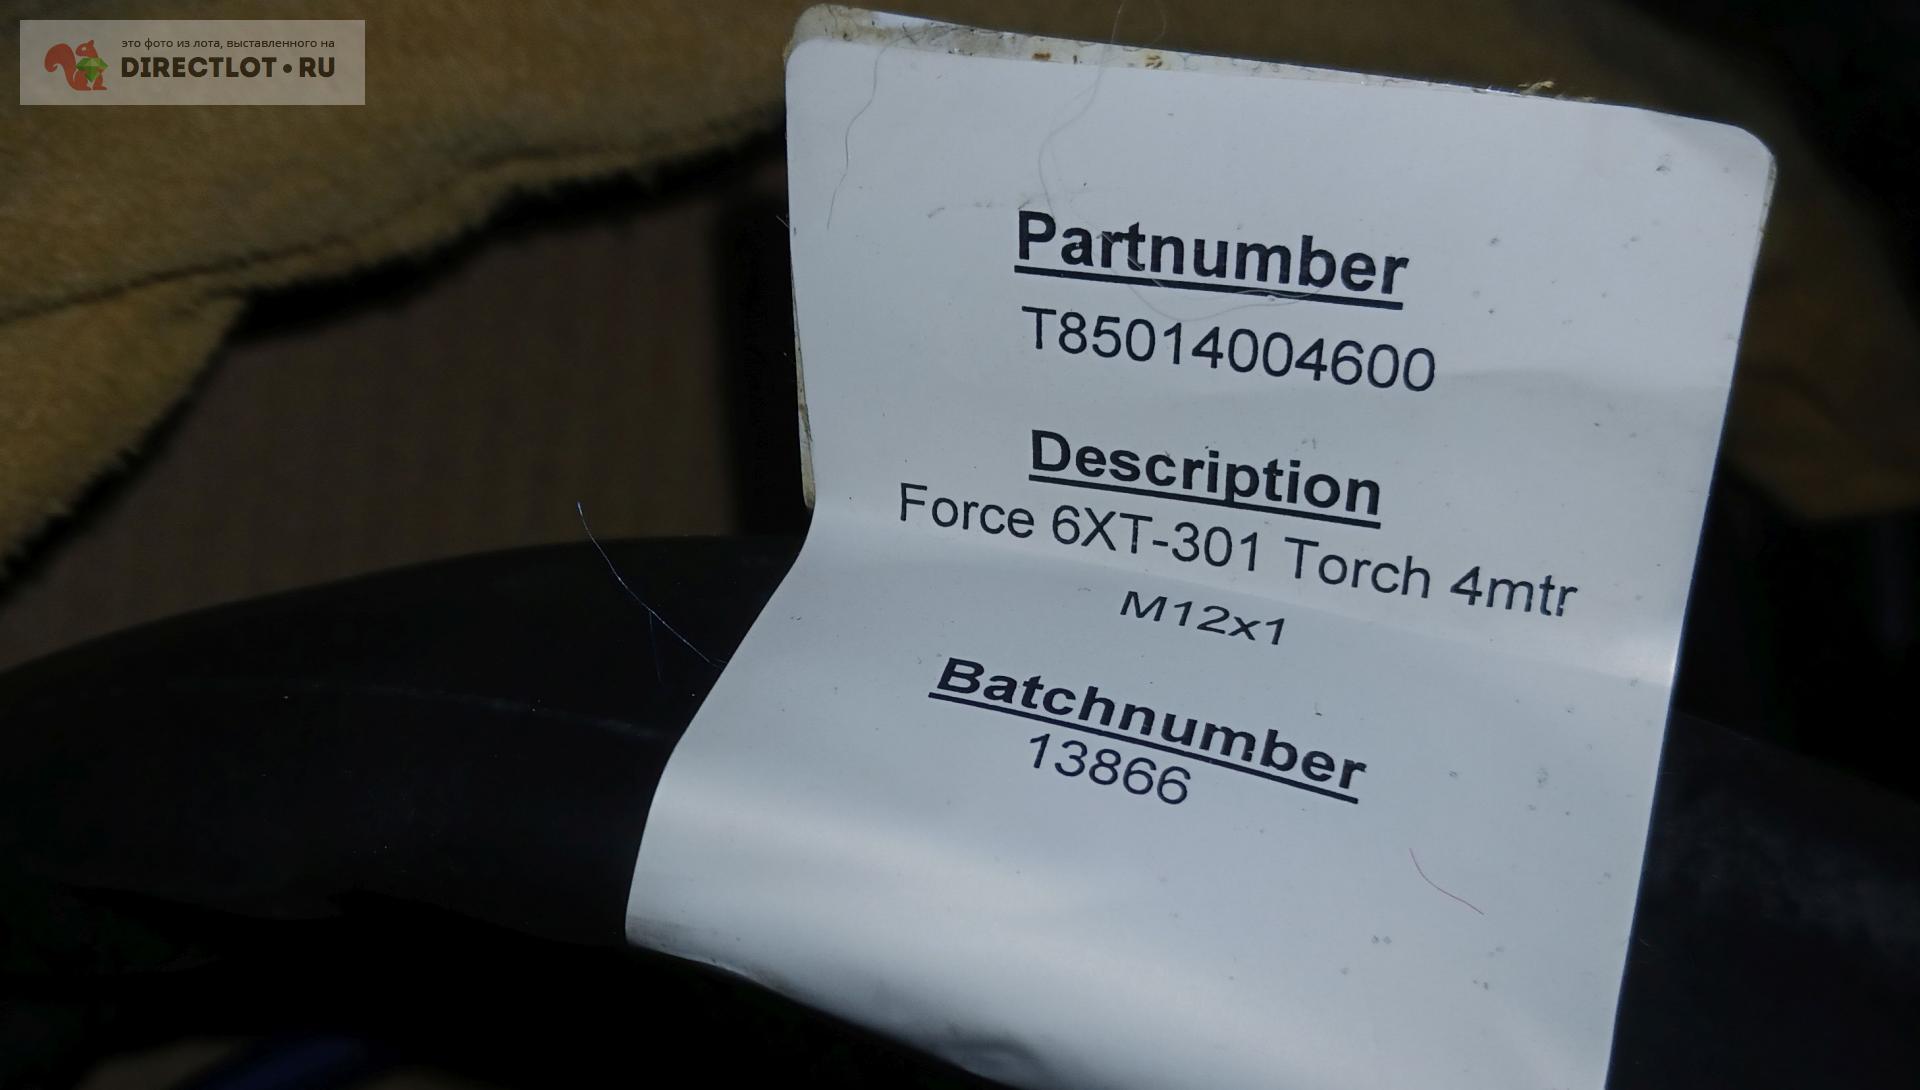 это фото из лота, выставленного на
DIRECTLOT•RU
Partnumber
T85014004600
Description
Force 6XT-301 Torch 4mtr
M12x1
Batchnumber
13866